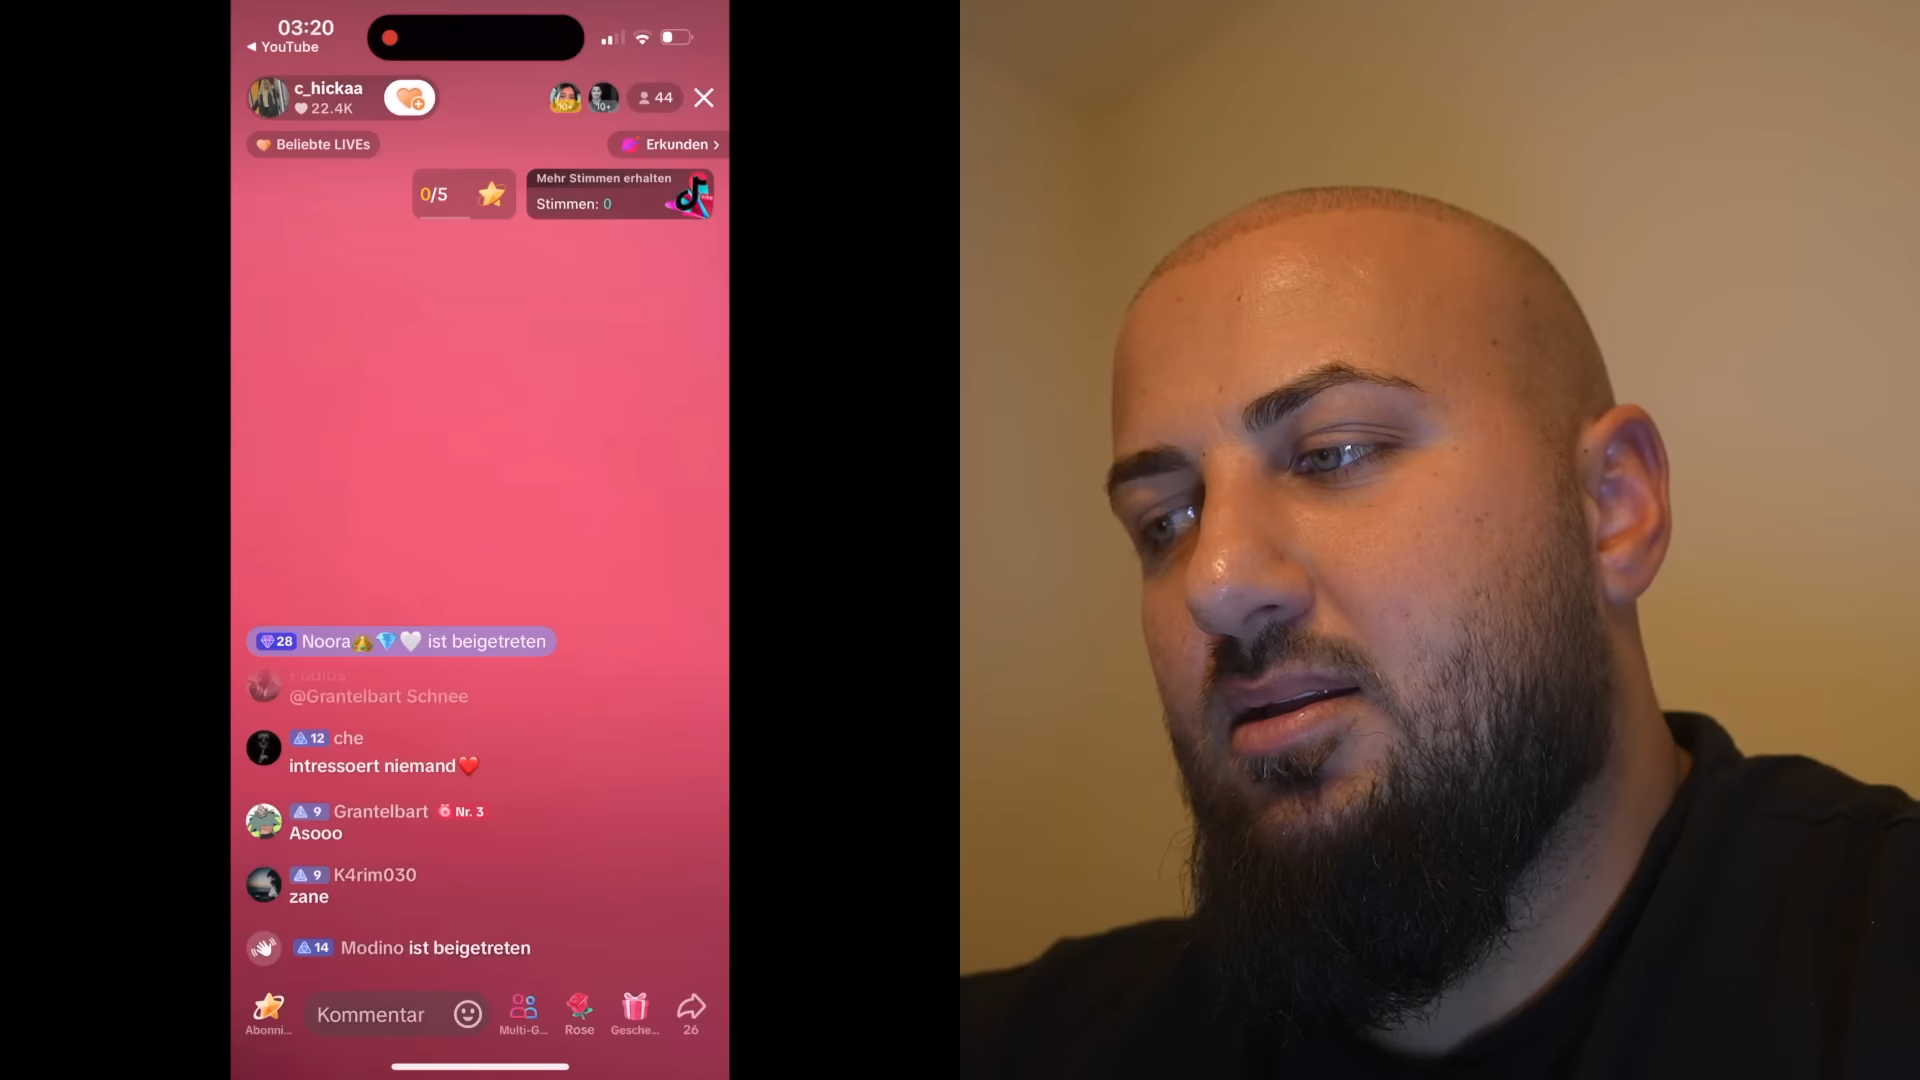 03:20
◀ YouTube
c_hickaa
22.4K
10+
10+
44
Beliebte LIVEs
Erkunden >
0/5
Mehr Stimmen erhalten
Stimmen: 0
28 Noora ist beigetreten
@Grantelbart Schnee
12 che
intressoert niemand❤️
9 Grantelbart Nr. 3
Asooo
9 K4rim030
zane
14 Modino ist beigetreten
Kommentar
Abonni...
Multi-G...
Rose
Gesche...
26